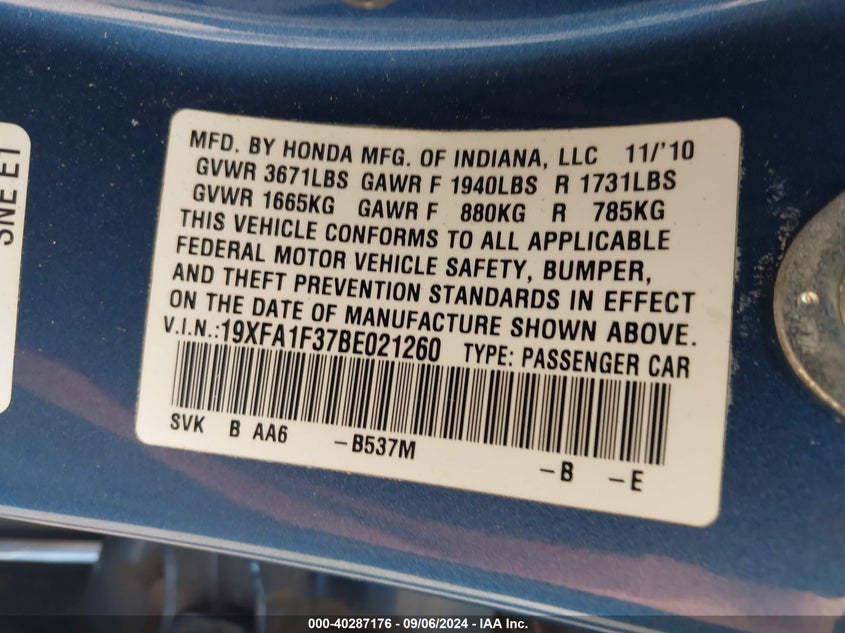 MFD. BY HONDA MFG. OF INDIANA, LLC 11/'10
GVWR 3671LBS GAWR F 1940LBS R 1731LBS
GVWR 1665KG GAWR F 880KG R 785KG
THIS VEHICLE CONFORMS TO ALL APPLICABLE
FEDERAL MOTOR VEHICLE SAFETY, BUMPER,
AND THEFT PREVENTION STANDARDS IN EFFECT
ON THE DATE OF MANUFACTURE SHOWN ABOVE.
V.I.N.:19XFA1F37BE021260 TYPE: PASSENGER CAR
SVK B AA6 -B537M -B -E
000-40287176 - 09/06/2024 - IAA Inc.